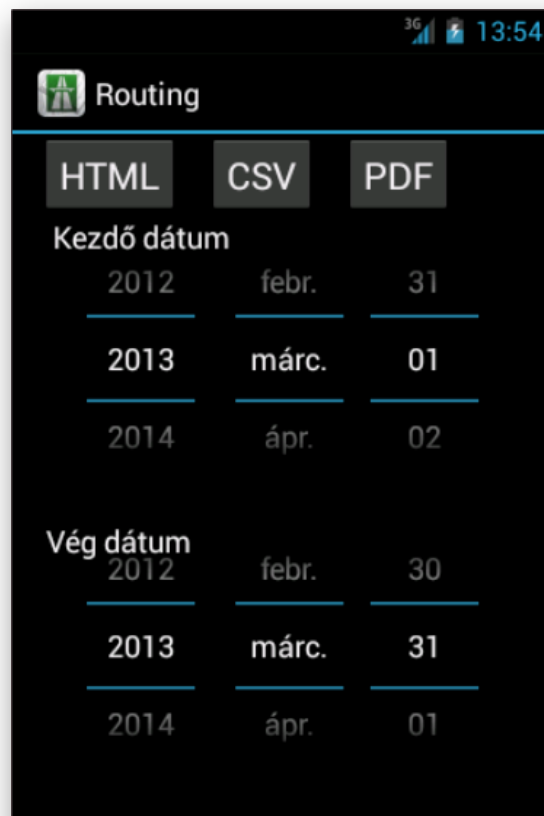 3G 13:54
Routing
HTML CSV PDF
Kezdő dátum
2012 febr. 31
2013 márc. 01
2014 ápr. 02
Vég dátum
2012 febr. 30
2013 márc. 31
2014 ápr. 01